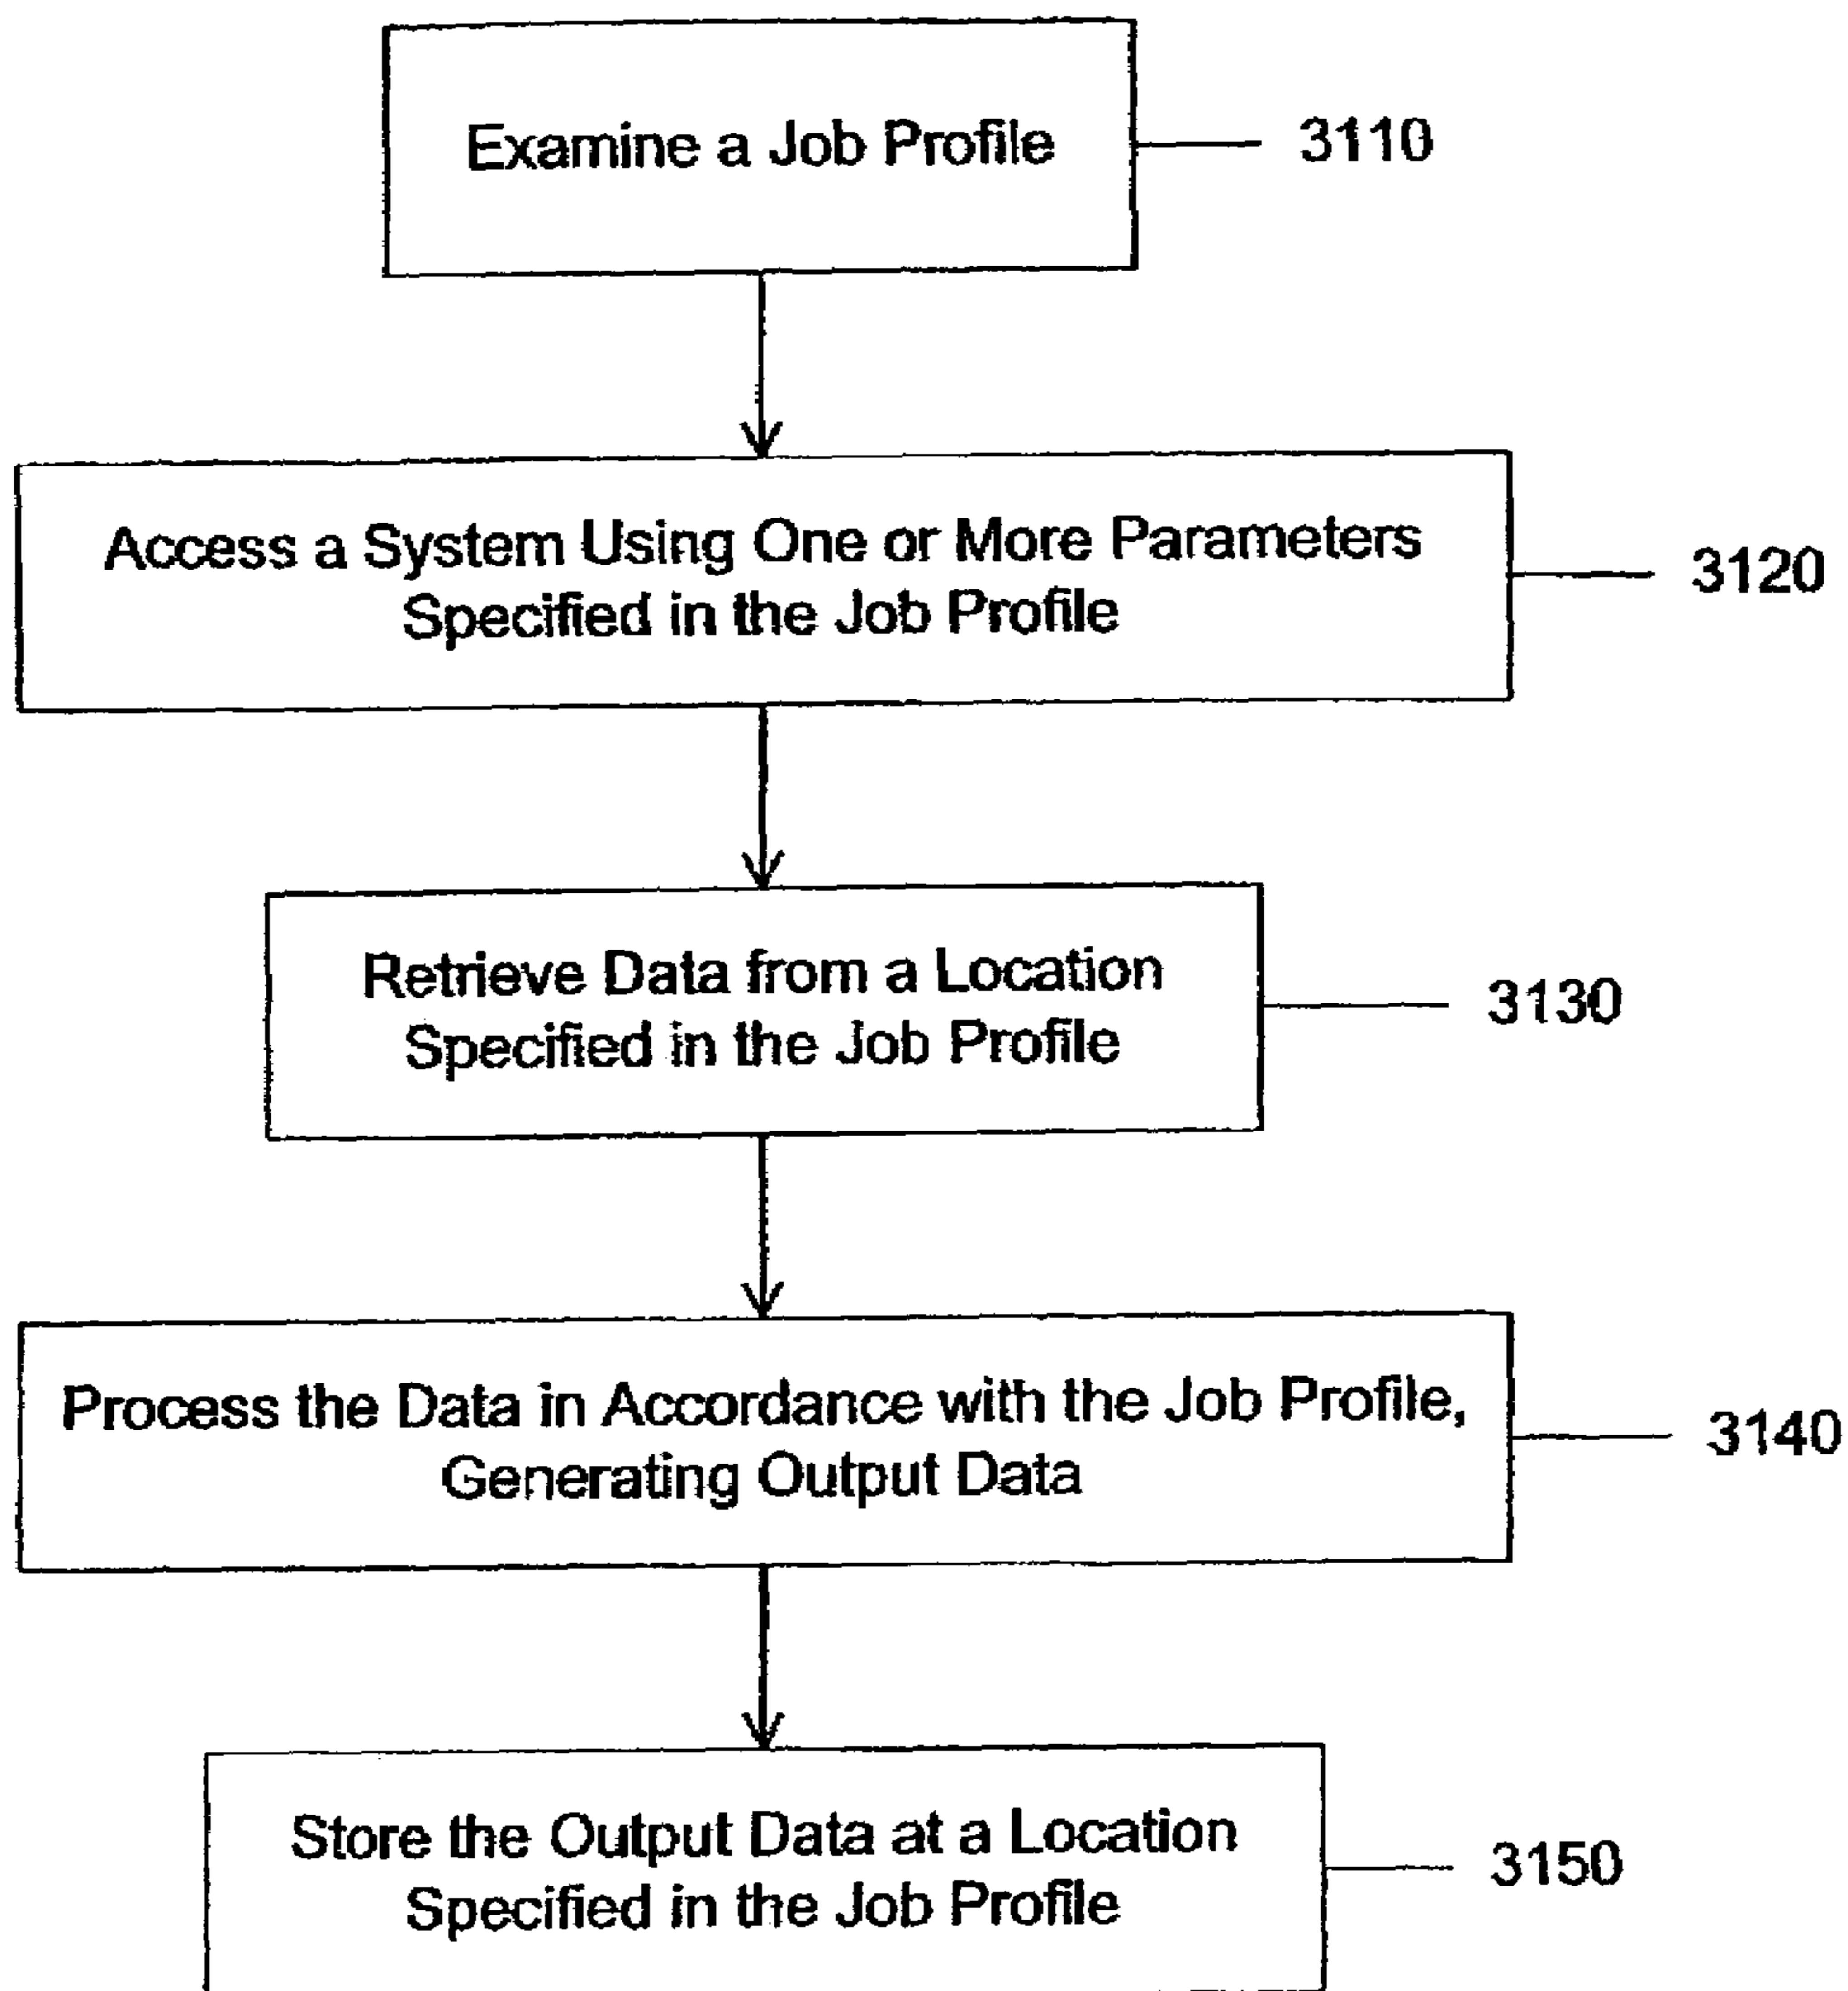 Examine a Job Profile
3110
Access a System Using One or More Parameters
Specified in the Job Profile
3120
Retrieve Data from a Location
Specified in the Job Profile
3130
Process the Data in Accordance with the Job Profile,
Generating Output Data
3140
Store the Output Data at a Location
Specified in the Job Profile
3150